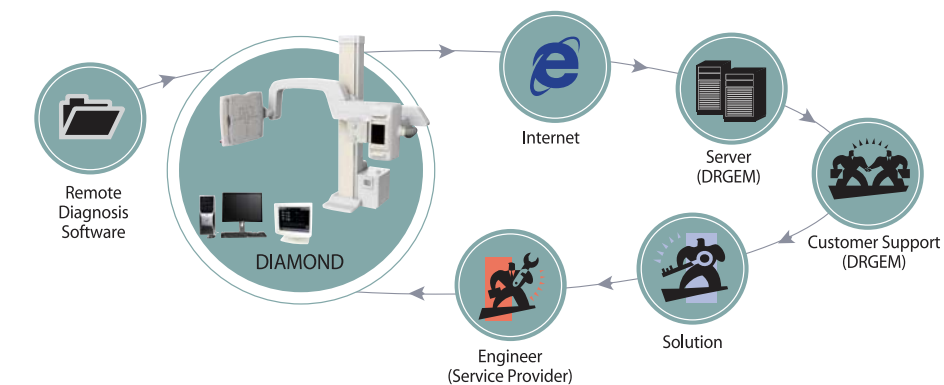 Remote
Diagnosis
Software
DIAMOND
Internet
Server
(DRGEM)
Customer Support
(DRGEM)
Solution
Engineer
(Service Provider)